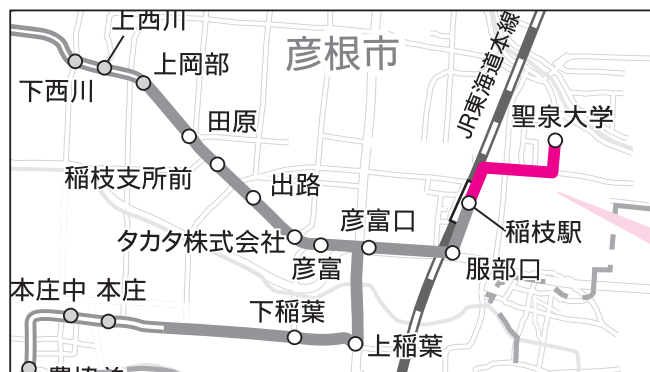 上西川
彦根市
JR東海道本線
上岡部
下西川
聖泉大学
田原
稲枝支所前
出路
彦富口
稲枝駅
タカタ株式会社
彦富
服部口
本庄中
本庄
下稲葉
上稲葉